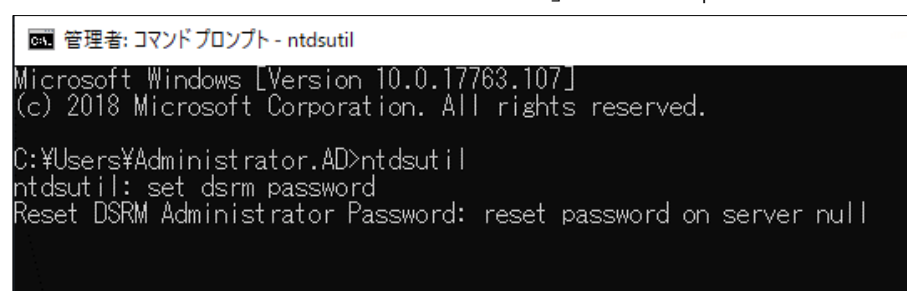 管理者: コマンド プロンプト - ntdsutil
Microsoft Windows [Version 10.0.17763.107]
(c) 2018 Microsoft Corporation. All rights reserved.
C:¥Users¥Administrator.AD>ntdsutil
ntdsutil: set dsrm password
Reset DSRM Administrator Password: reset password on server null